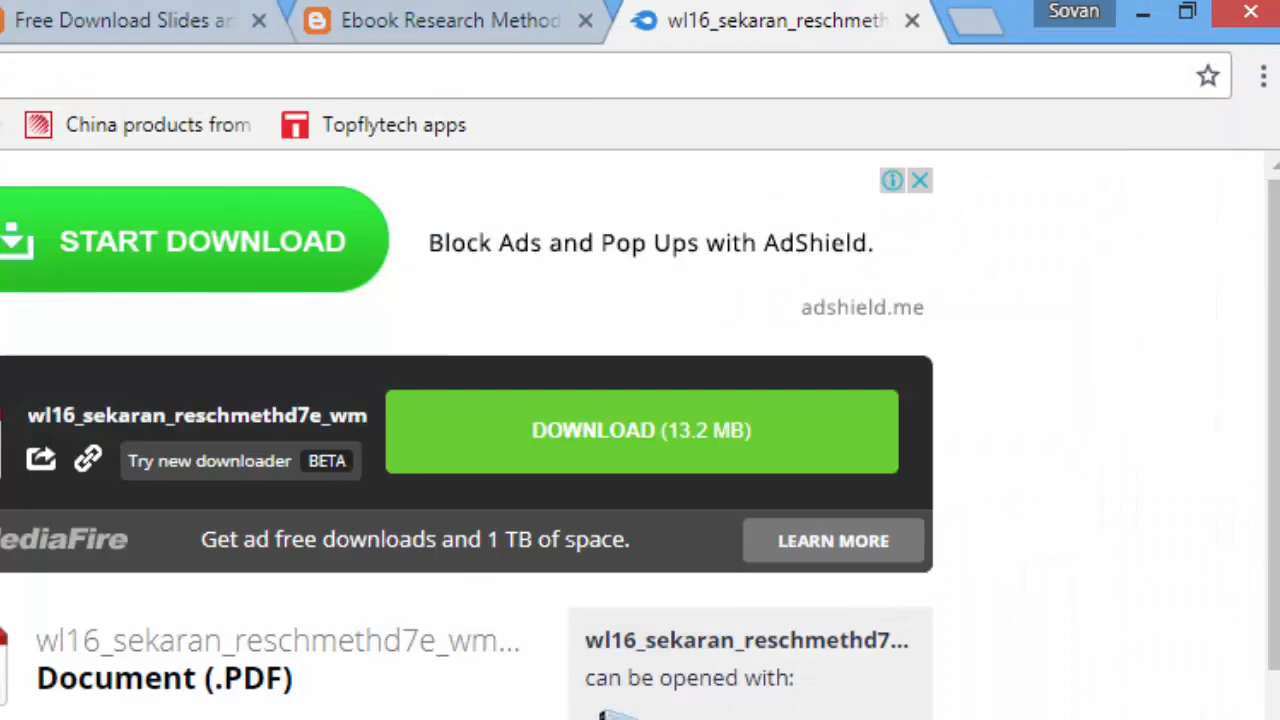 Free Download Slides an
Ebook Research Method
wl16_sekaran_reschmeth
Sovan
China products from
Topflytech apps
START DOWNLOAD
Block Ads and Pop Ups with AdShield.
adshield.me
wl16_sekaran_reschmethd7e_wm
DOWNLOAD (13.2 MB)
Try new downloader BETA
ediaFire
Get ad free downloads and 1 TB of space.
LEARN MORE
wl16_sekaran_reschmethd7e_wm...
Document (.PDF)
wl16_sekaran_reschmethd7...
can be opened with: